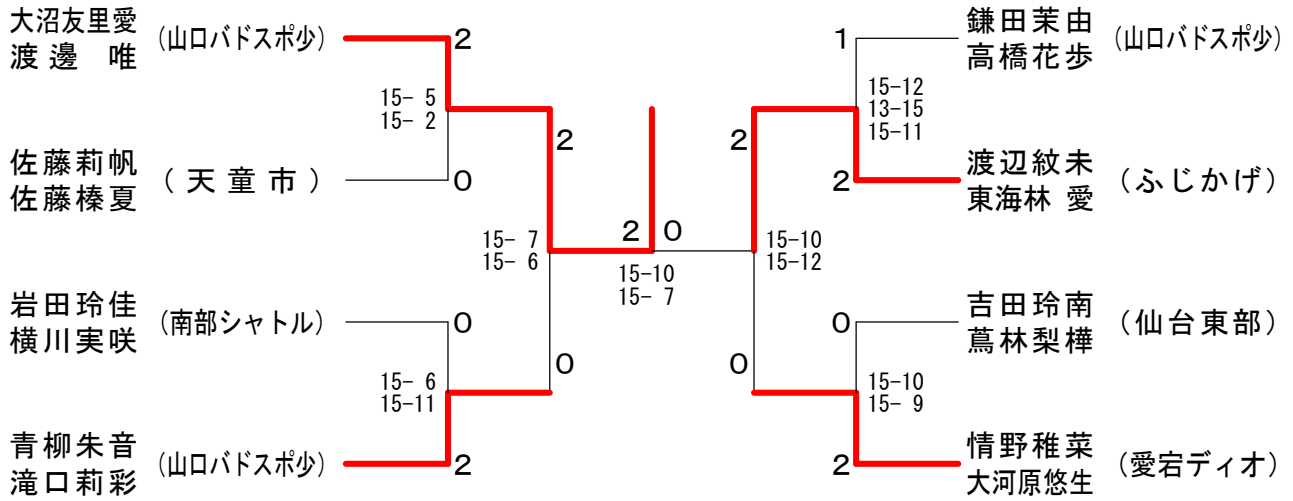 大沼友里愛
渡邊 唯
(山口バドスポ少)
2
15- 5
15- 2
佐藤莉帆
佐藤榛夏
(天童市)
0
2
15- 7
15- 6
岩田玲佳
横川実咲
(南部シャトル)
0
15- 6
15-11
0
青柳朱音
滝口莉彩
(山口バドスポ少)
2
2 0
15-10
15- 7
鎌田茉由
高橋花歩
(山口バドスポ少)
1
15-12
13-15
15-11
2
渡辺紋未
東海林 愛
(ふじかげ)
2
15-10
15-12
吉田玲南
蔦林梨樺
(仙台東部)
0
0
15-10
15- 9
情野稚菜
大河原悠生
(愛宕ディオ)
2